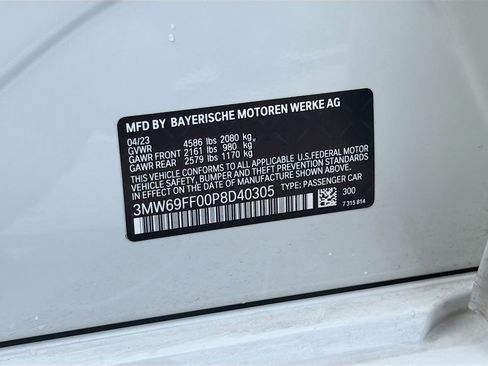 MFD BY BAYERISCHE MOTOREN WERKE AG
04/23
GVWR 4586 lbs 2080 kg
GAWR FRONT 2161 lbs 980 kg
GAWR REAR 2579 lbs 1170 kg
THIS VEHICLE CONFORMS TO ALL APPLICABLE U.S.FEDERAL MOTOR
VEHICLE SAFETY, BUMPER, AND THEFT PREVENTION STANDARDS
IN EFFECT ON THE DATE OF MANUFACTURE SHOWN ABOVE.
3MW69FF00P8D40305 TYPE: PASSENGER CAR
300
7 315 814